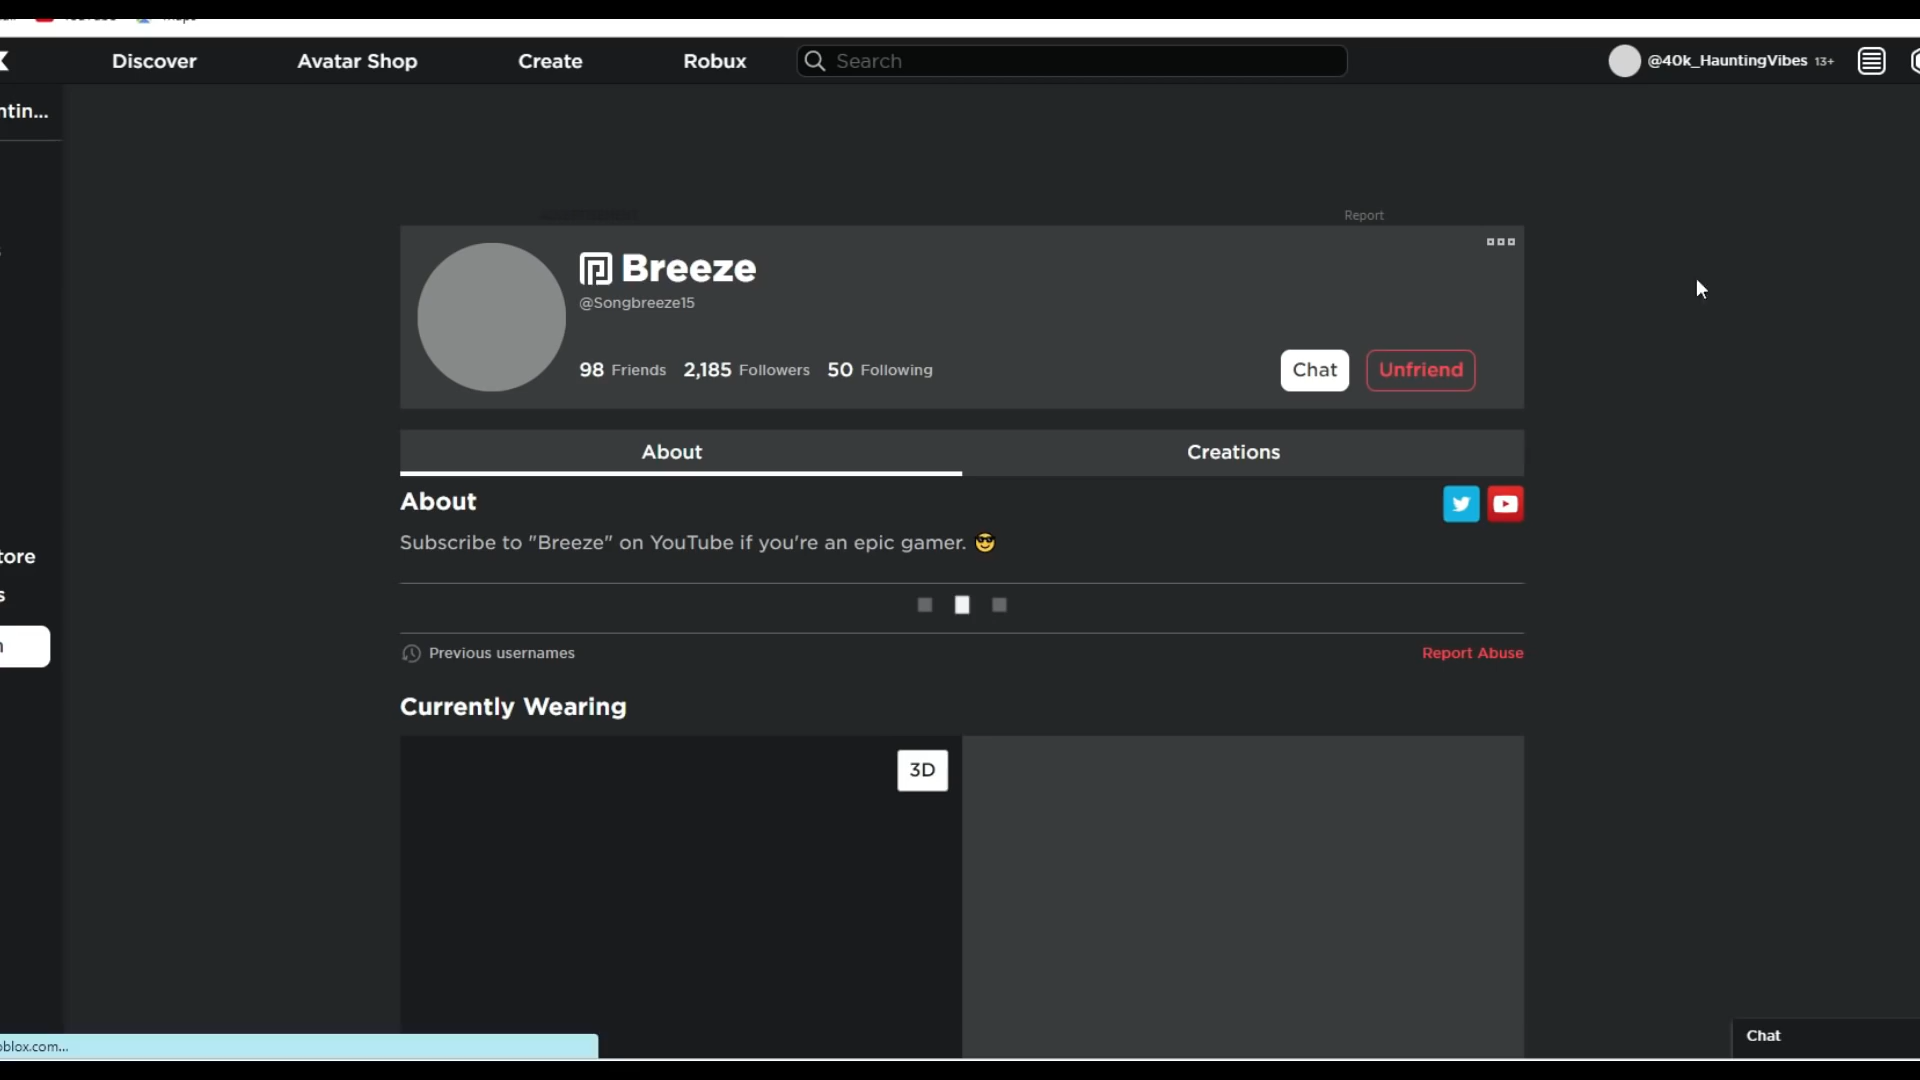 Discover
Avatar Shop
Create
Robux
Search
@40k_HauntingVibes 13+
ntin...
Report
Breeze
@Songbreeze15
98 Friends 2,185 Followers 50 Following
Chat
Unfriend
About
Creations
About
Subscribe to "Breeze" on YouTube if you're an epic gamer. 😎
Previous usernames
Report Abuse
tore
s
Currently Wearing
3D
oblox.com...
Chat